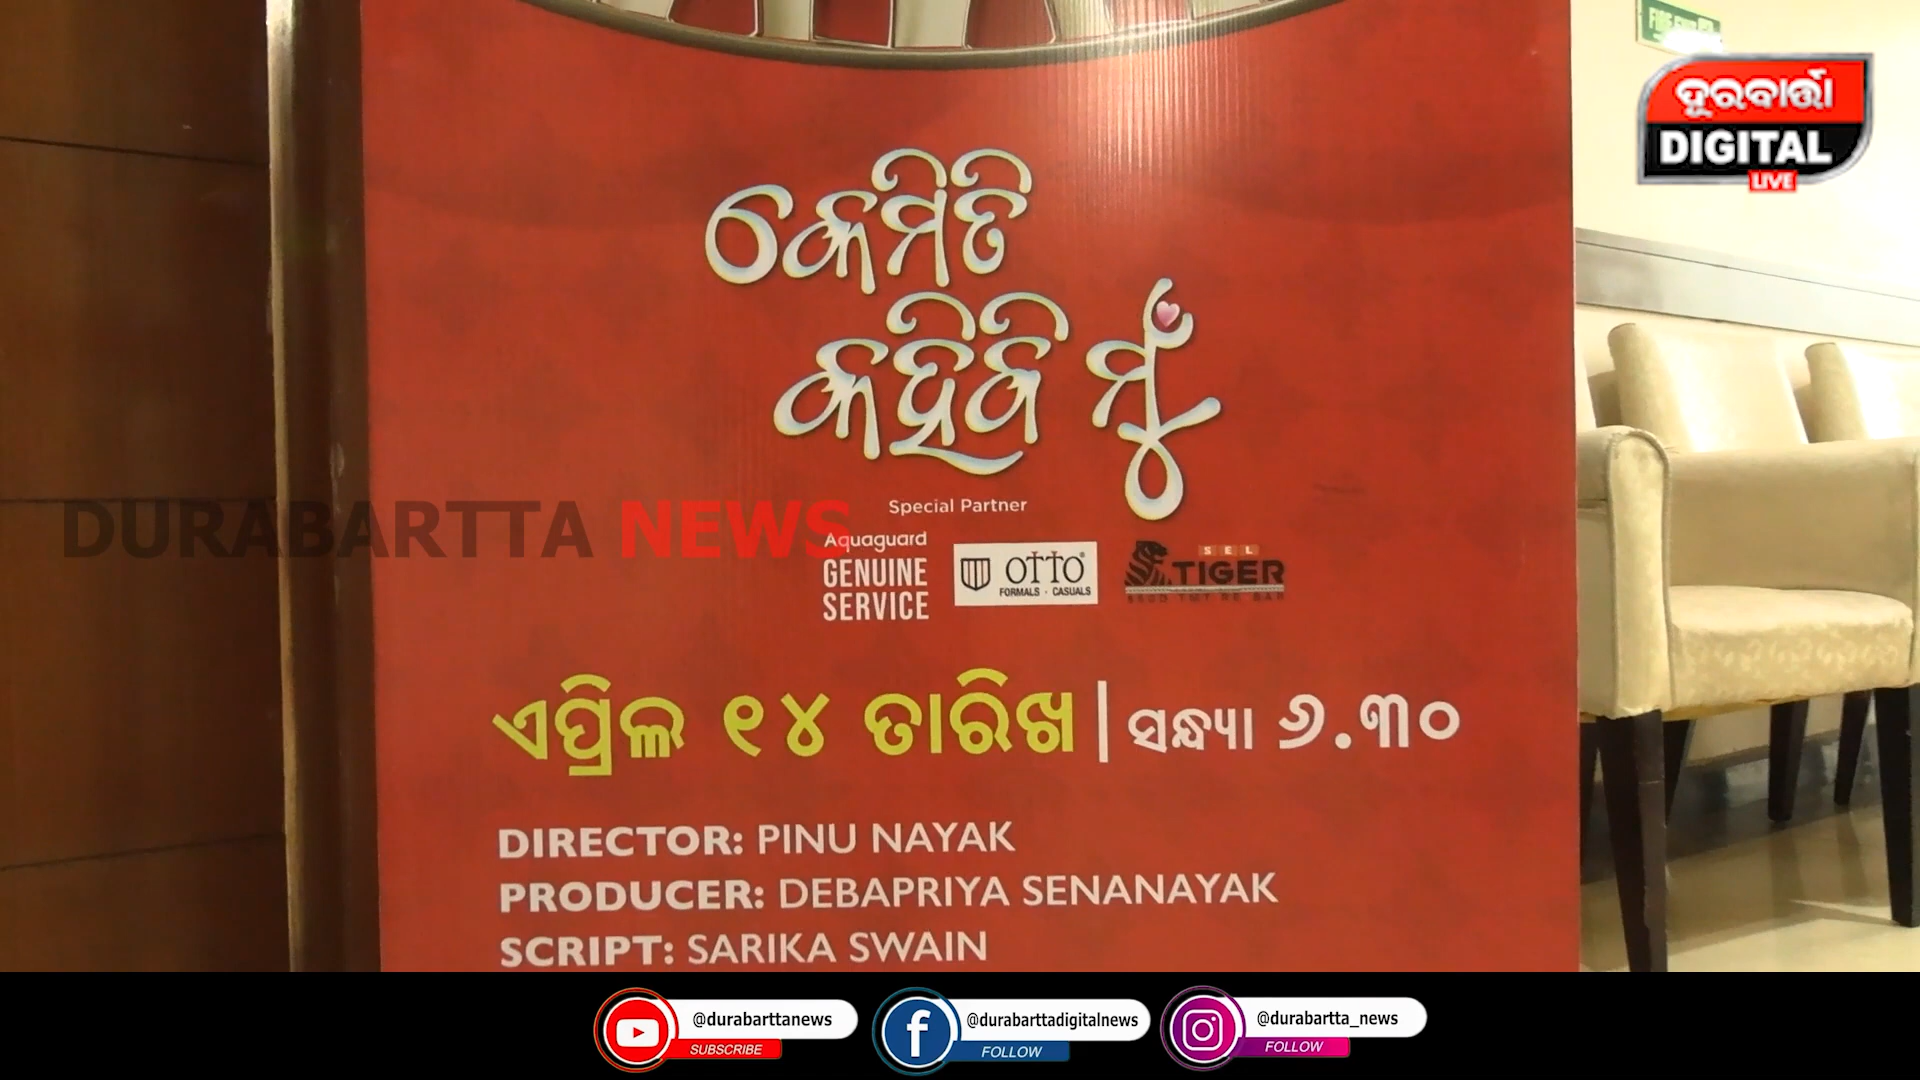 ଦୂରବାର୍ତ୍ତା
DIGITAL
LIVE
କେମିତି
କହିବି ମୁଁ
Special Partner
DURABARTTA NEWS
Aquaguard
GENUINE
SERVICE
OTTO
FORMALS · CASUALS
SEL
TIGER
ଏପ୍ରିଲ ୧୪ ତାରିଖ | ସନ୍ଧ୍ୟା ୬.୩୦
DIRECTOR: PINU NAYAK
PRODUCER: DEBAPRIYA SENANAYAK
SCRIPT: SARIKA SWAIN
@durabarttanews
SUBSCRIBE
@durabarttadigitalnews
FOLLOW
@durabartta_news
FOLLOW